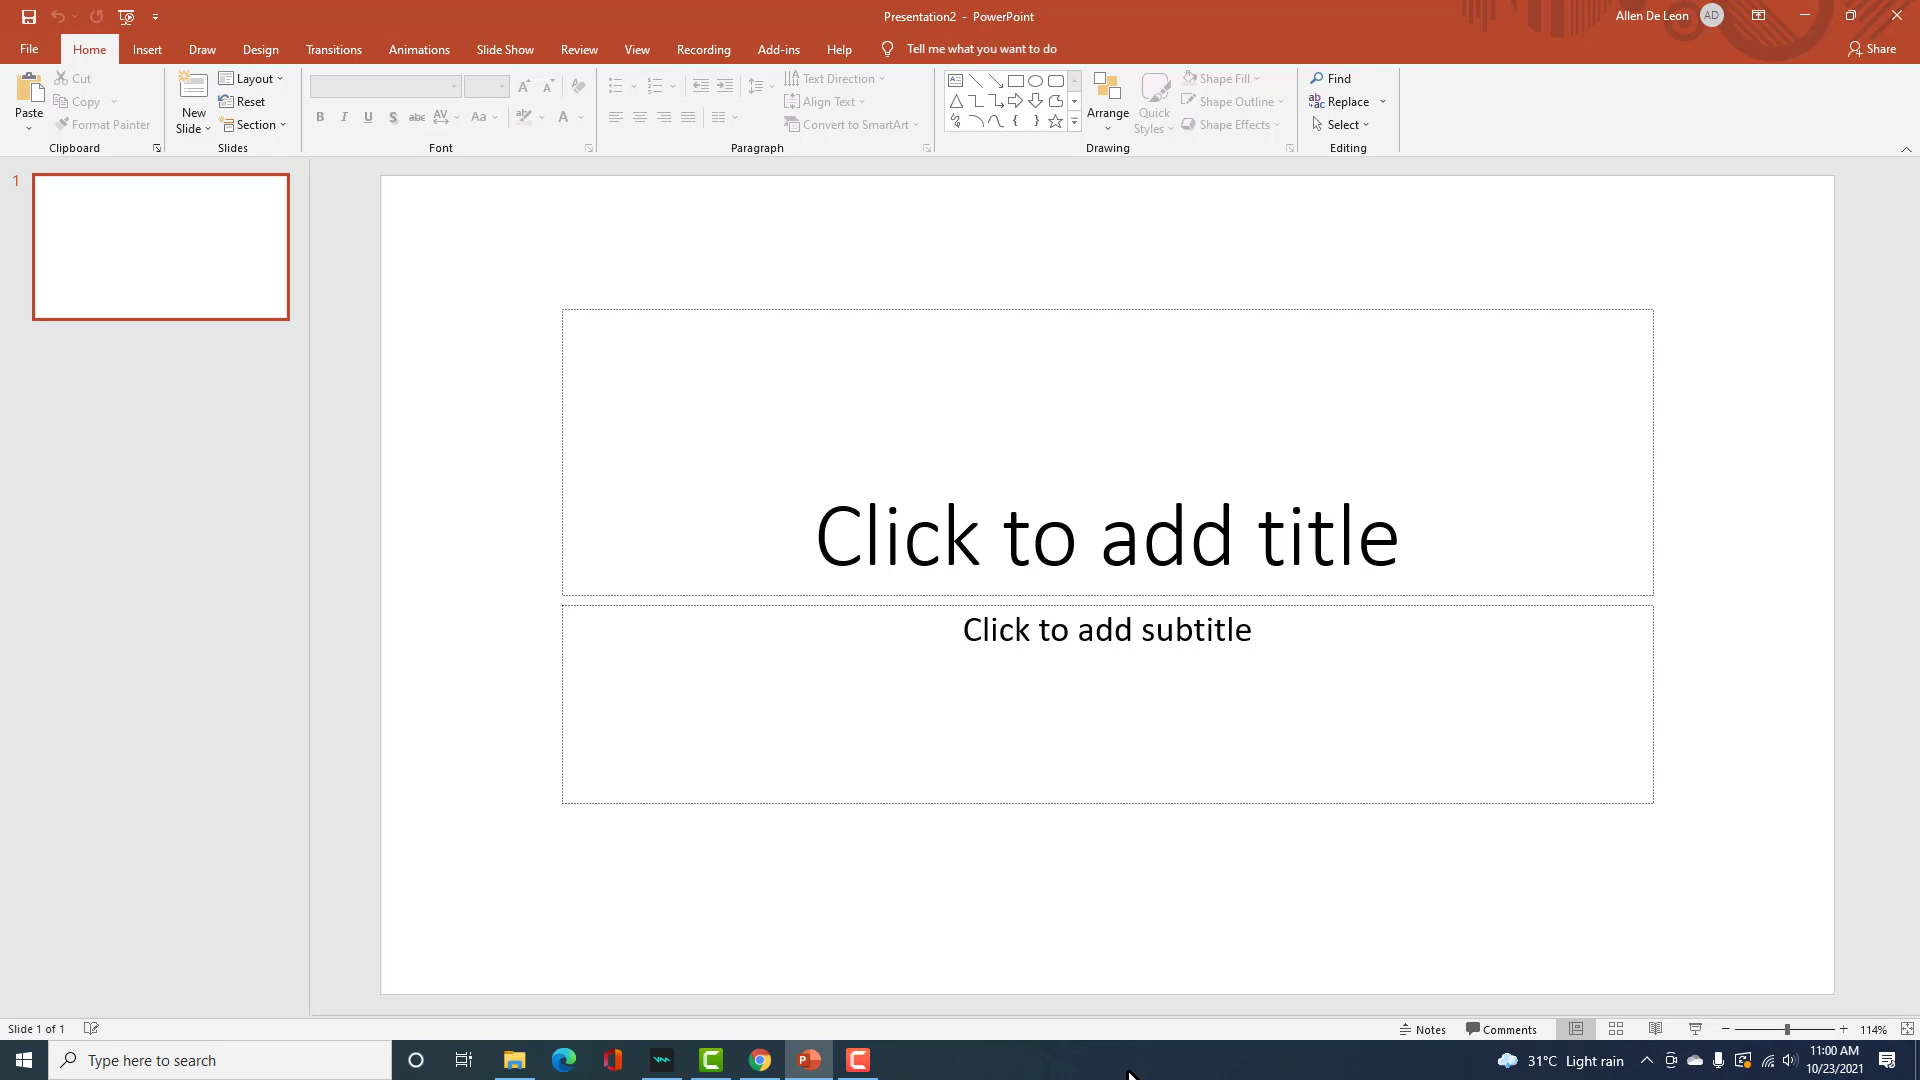 Presentation2 - PowerPoint
Allen De Leon
AD
File
Home
Insert
Draw
Design
Transitions
Animations
Slide Show
Review
View
Recording
Add-ins
Help
Tell me what you want to do
Share
Paste
Cut
Copy
Format Painter
Clipboard
New
Slide
Layout
Reset
Section
Slides
B I U S abc AV Aa A
Font
Text Direction
Align Text
Convert to SmartArt
Paragraph
Arrange
Quick
Styles
Shape Fill
Shape Outline
Shape Effects
Drawing
Find
Replace
Select
Editing
1
Click to add title
Click to add subtitle
Slide 1 of 1
Notes
Comments
114%
Type here to search
31°C Light rain
11:00 AM
10/23/2021